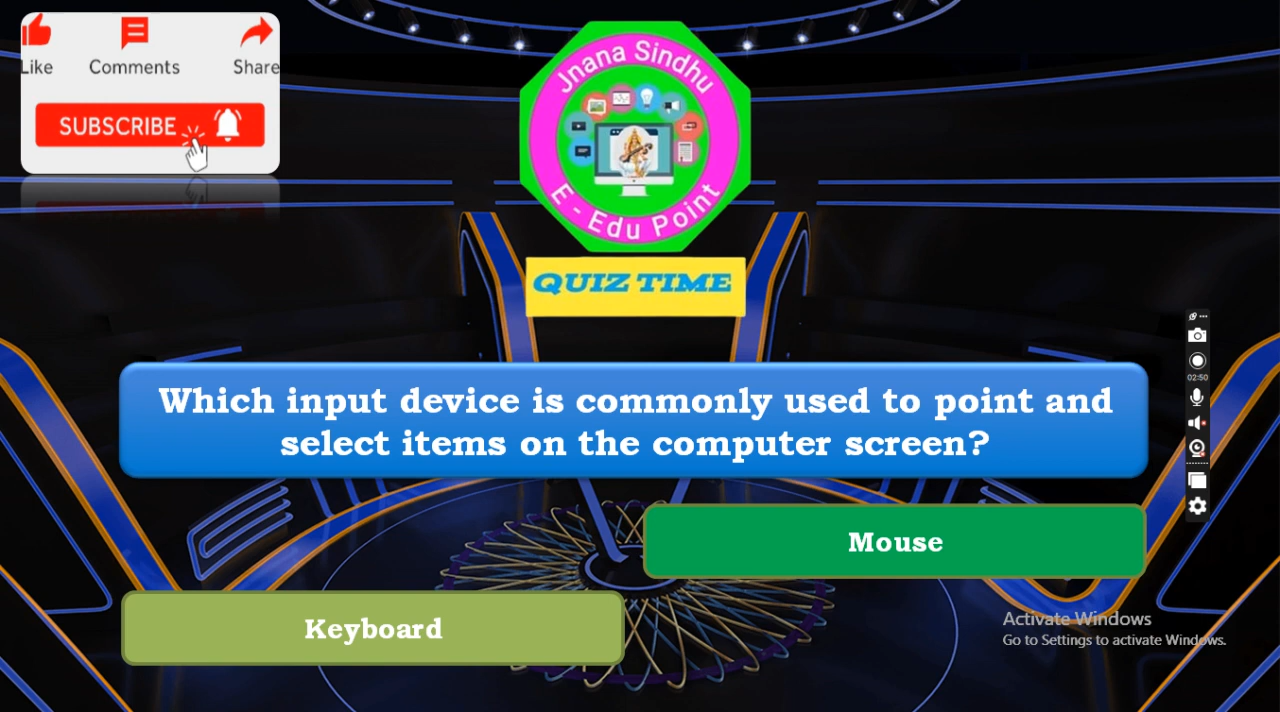 Like Comments Share
SUBSCRIBE
Jnana Sindhu
E - Edu Point
QUIZ TIME
Which input device is commonly used to point and
select items on the computer screen?
02:50
Mouse
Keyboard
Activate Windows
Go to Settings to activate Windows.